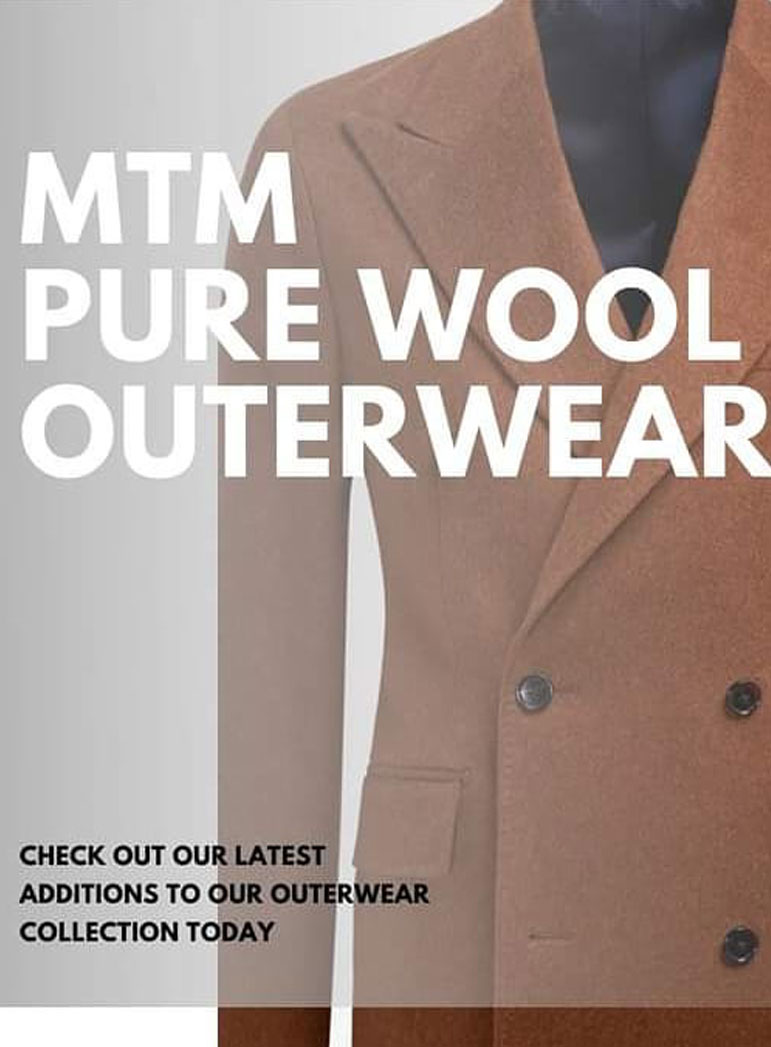 MTM
PURE WOOL
OUTERWEAR
CHECK OUT OUR LATEST
ADDITIONS TO OUR OUTERWEAR
COLLECTION TODAY